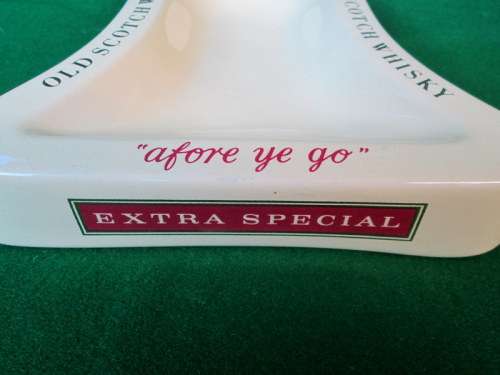 OLD SCOTCH W
SCOTCH WHISKY
"afore ye go"
EXTRA SPECIAL